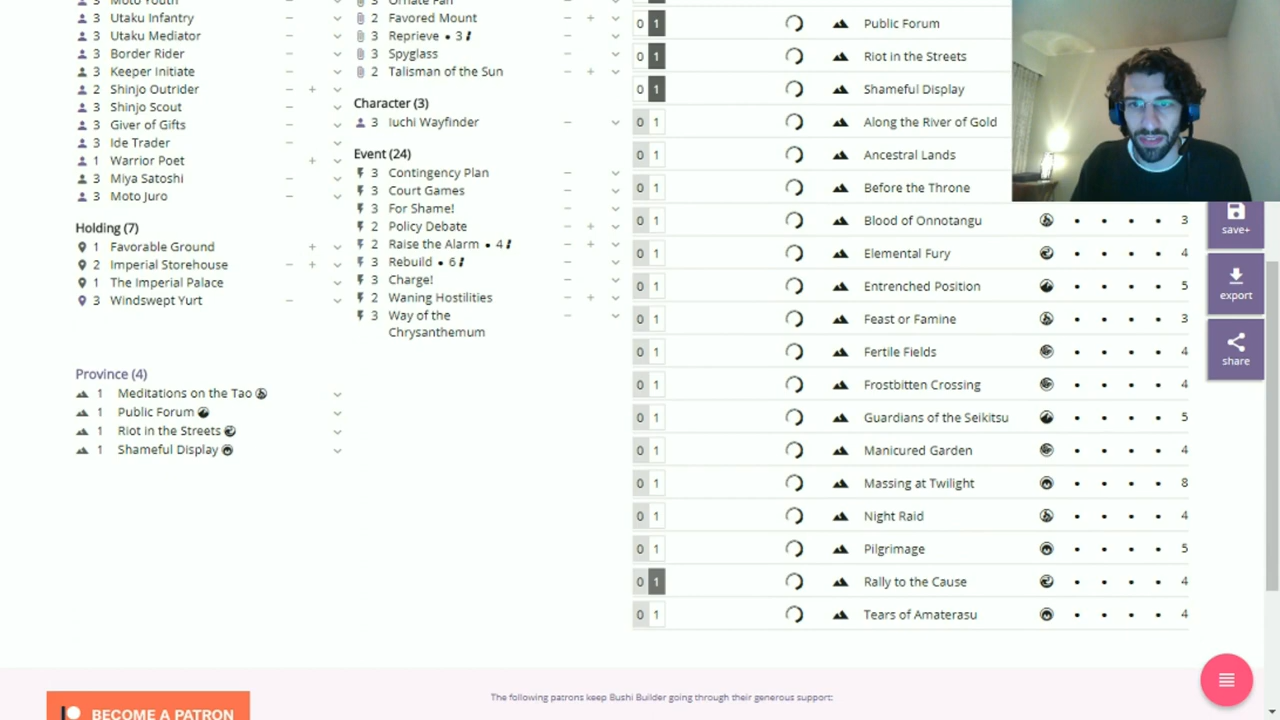 3 Moto Youth
3 Utaku Infantry
3 Utaku Mediator
3 Border Rider
3 Keeper Initiate
2 Shinjo Outrider
3 Shinjo Scout
3 Giver of Gifts
3 Ide Trader
1 Warrior Poet
3 Miya Satoshi
3 Moto Juro
Holding (7)
1 Favorable Ground
2 Imperial Storehouse
1 The Imperial Palace
3 Windswept Yurt
Province (4)
1 Meditations on the Tao
1 Public Forum
1 Riot in the Streets
1 Shameful Display
3 Ornate Fan
2 Favored Mount
3 Reprieve • 3
3 Spyglass
2 Talisman of the Sun
Character (3)
3 Iuchi Wayfinder
Event (24)
3 Contingency Plan
3 Court Games
3 For Shame!
2 Policy Debate
2 Raise the Alarm • 4
3 Rebuild • 6
3 Charge!
2 Waning Hostilities
3 Way of the
Chrysanthemum
0 1 Public Forum
0 1 Riot in the Streets
0 1 Shameful Display
0 1 Along the River of Gold
0 1 Ancestral Lands
0 1 Before the Throne
0 1 Blood of Onnotangu • • • • 3
0 1 Elemental Fury • • • • 4
0 1 Entrenched Position • • • • 5
0 1 Feast or Famine • • • • 3
0 1 Fertile Fields • • • • 4
0 1 Frostbitten Crossing • • • • 4
0 1 Guardians of the Seikitsu • • • • 5
0 1 Manicured Garden • • • • 4
0 1 Massing at Twilight • • • • 8
0 1 Night Raid • • • • 4
0 1 Pilgrimage • • • • 5
0 1 Rally to the Cause • • • • 4
0 1 Tears of Amaterasu • • • • 4
save+
export
share
The following patrons keep Bushi Builder going through their generous support:
BECOME A PATRON